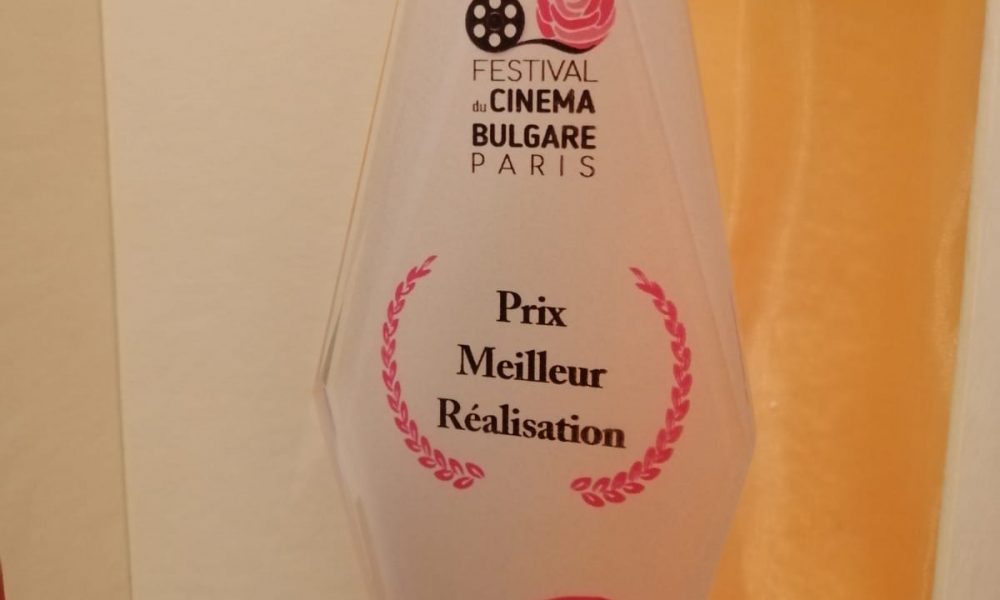 FESTIVAL
du CINEMA
BULGARE
PARIS
Prix
Meilleur
Réalisation